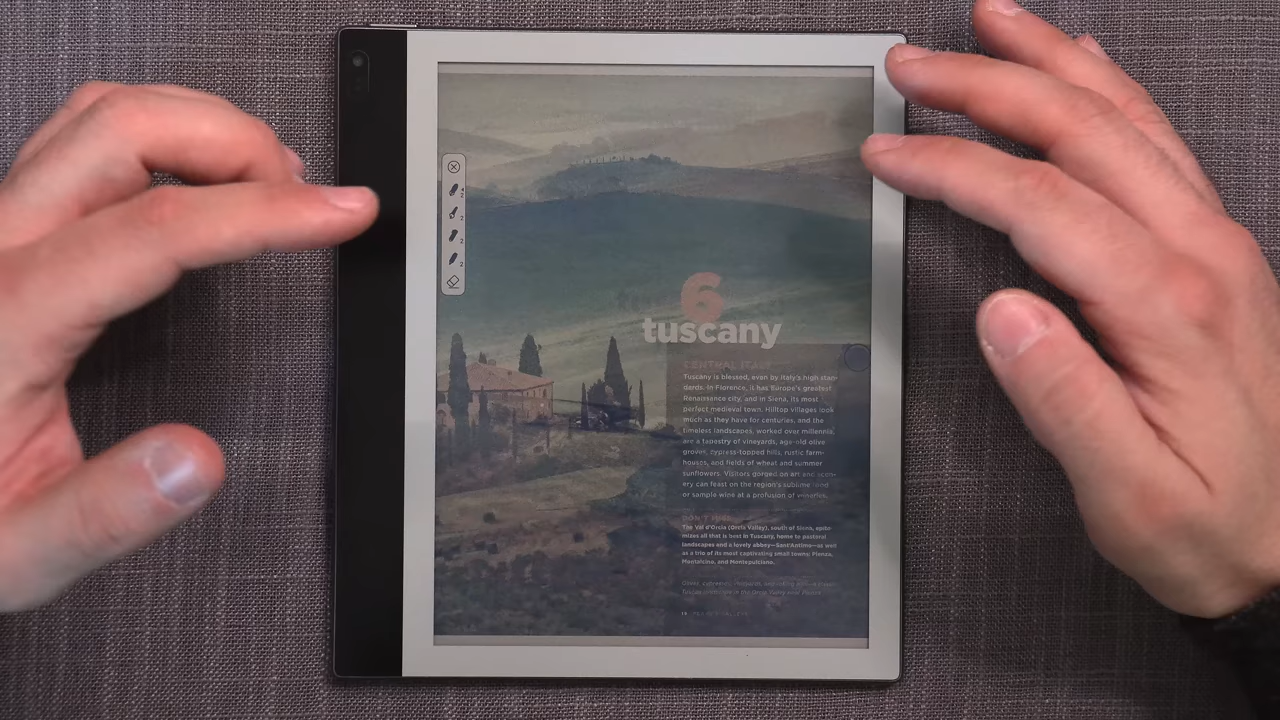 6
tuscany
CENTRAL ITALY
Tuscany is blessed, even by Italy's high stan-
dards. In Florence, it has Europe's greatest
Renaissance city, and in Siena, its most
perfect medieval town. Hilltop villages look
much as they have for centuries, and the
timeless landscapes, worked over millennia,
are a tapestry of vineyards, age-old olive
groves, cypress-topped hills, rustic farm-
houses, and fields of wheat and summer
sunflowers. Visitors gorged on art and scen-
ery can feast on the region's sublime food
or sample wine at a profusion of wineries.
DON'T MISS
The Val d'Orcia (Orcia Valley), south of Siena, epito-
mizes all that is best in Tuscany, home to pastoral
landscapes and a lovely abbey—Sant'Antimo—as well
as a trio of its most captivating small towns: Pienza,
Montalcino, and Montepulciano.